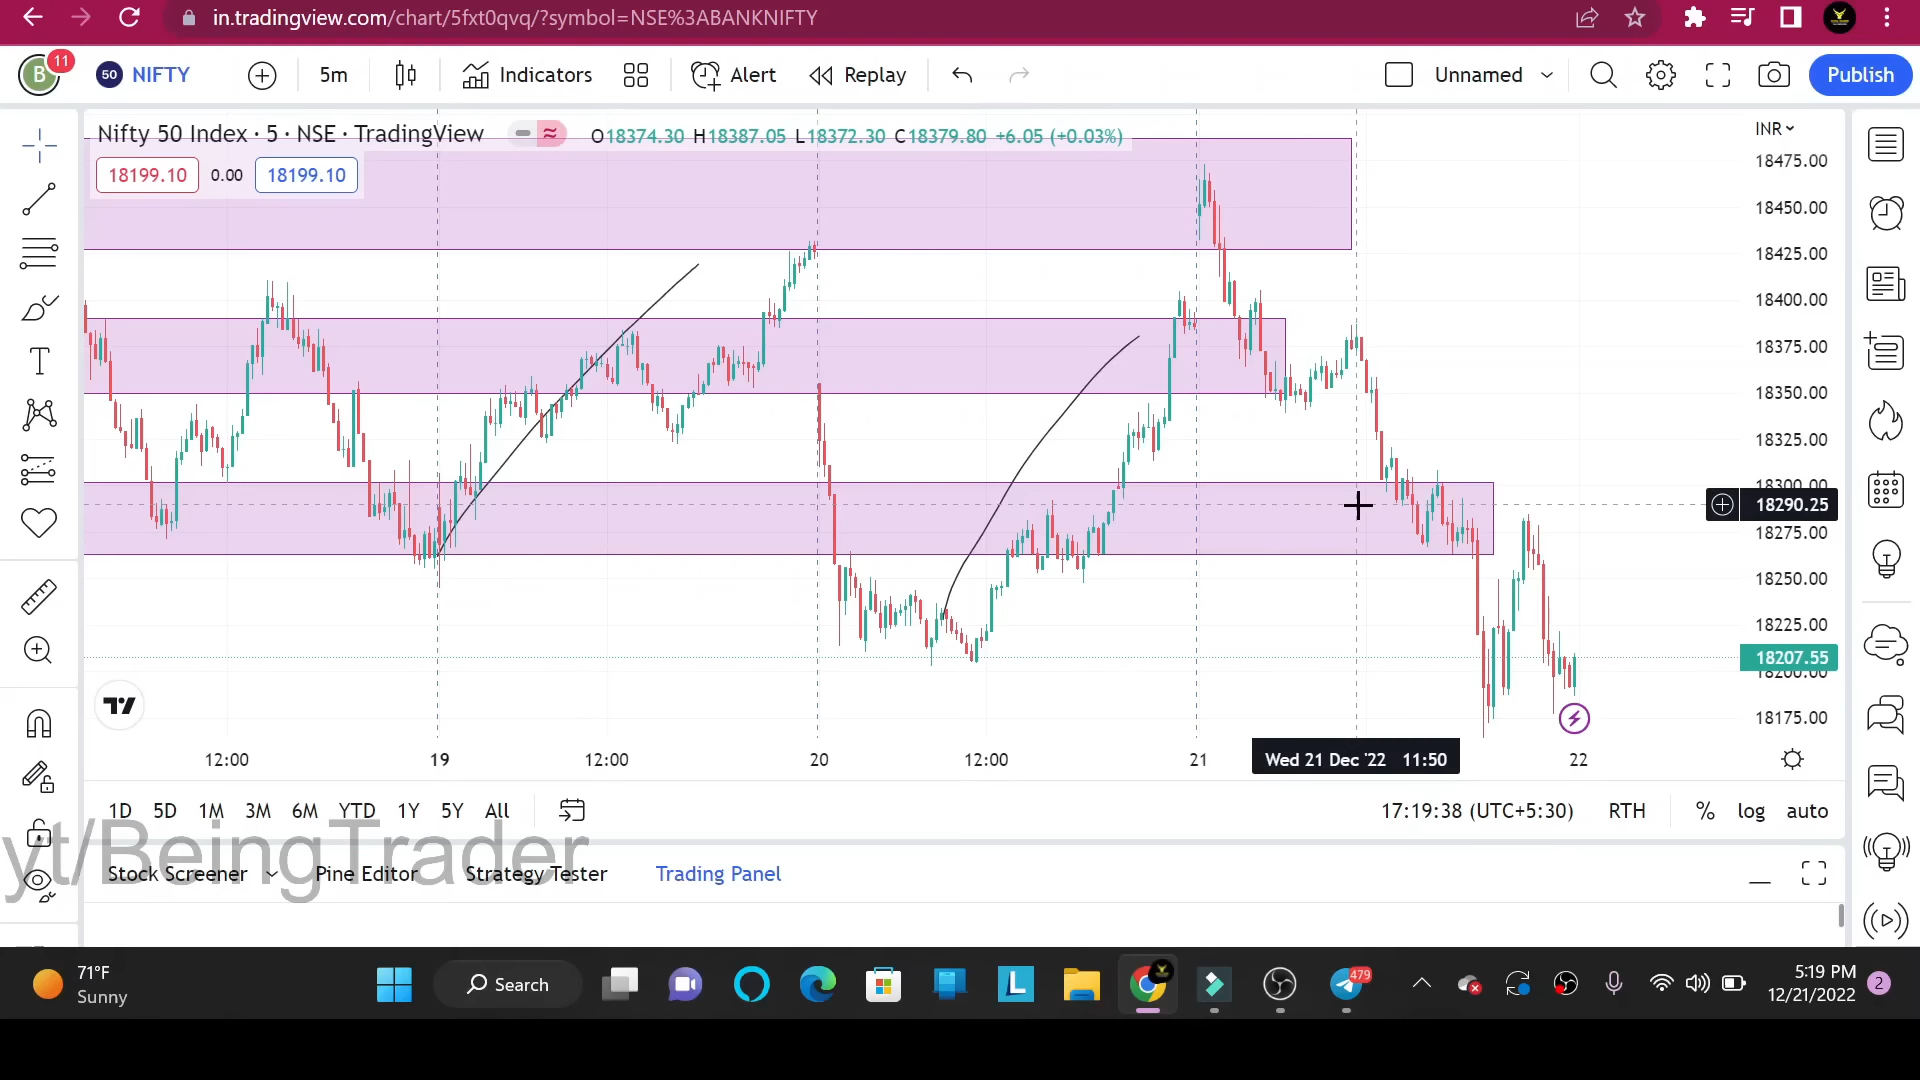 in.tradingview.com/chart/5fxt0qvq/?symbol=NSE%3ABANKNIFTY
B 11 50 NIFTY 5m Indicators Alert Replay Unnamed Publish
Nifty 50 Index · 5 · NSE · TradingView O18374.30 H18387.05 L18372.30 C18379.80 +6.05 (+0.03%)
INR
18199.10 0.00 18199.10
18475.00
18450.00
18425.00
18400.00
18375.00
18350.00
18325.00
18300.00
18290.25
18275.00
18250.00
18225.00
18207.55
18200.00
18175.00
12:00 19 12:00 20 12:00 21 Wed 21 Dec '22 11:50 22
1D 5D 1M 3M 6M YTD 1Y 5Y All 17:19:38 (UTC+5:30) RTH % log auto
yt/BeingTrader
Stock Screener Pine Editor Strategy Tester Trading Panel
71°F
Sunny
Search
L
479
5:19 PM
12/21/2022
2